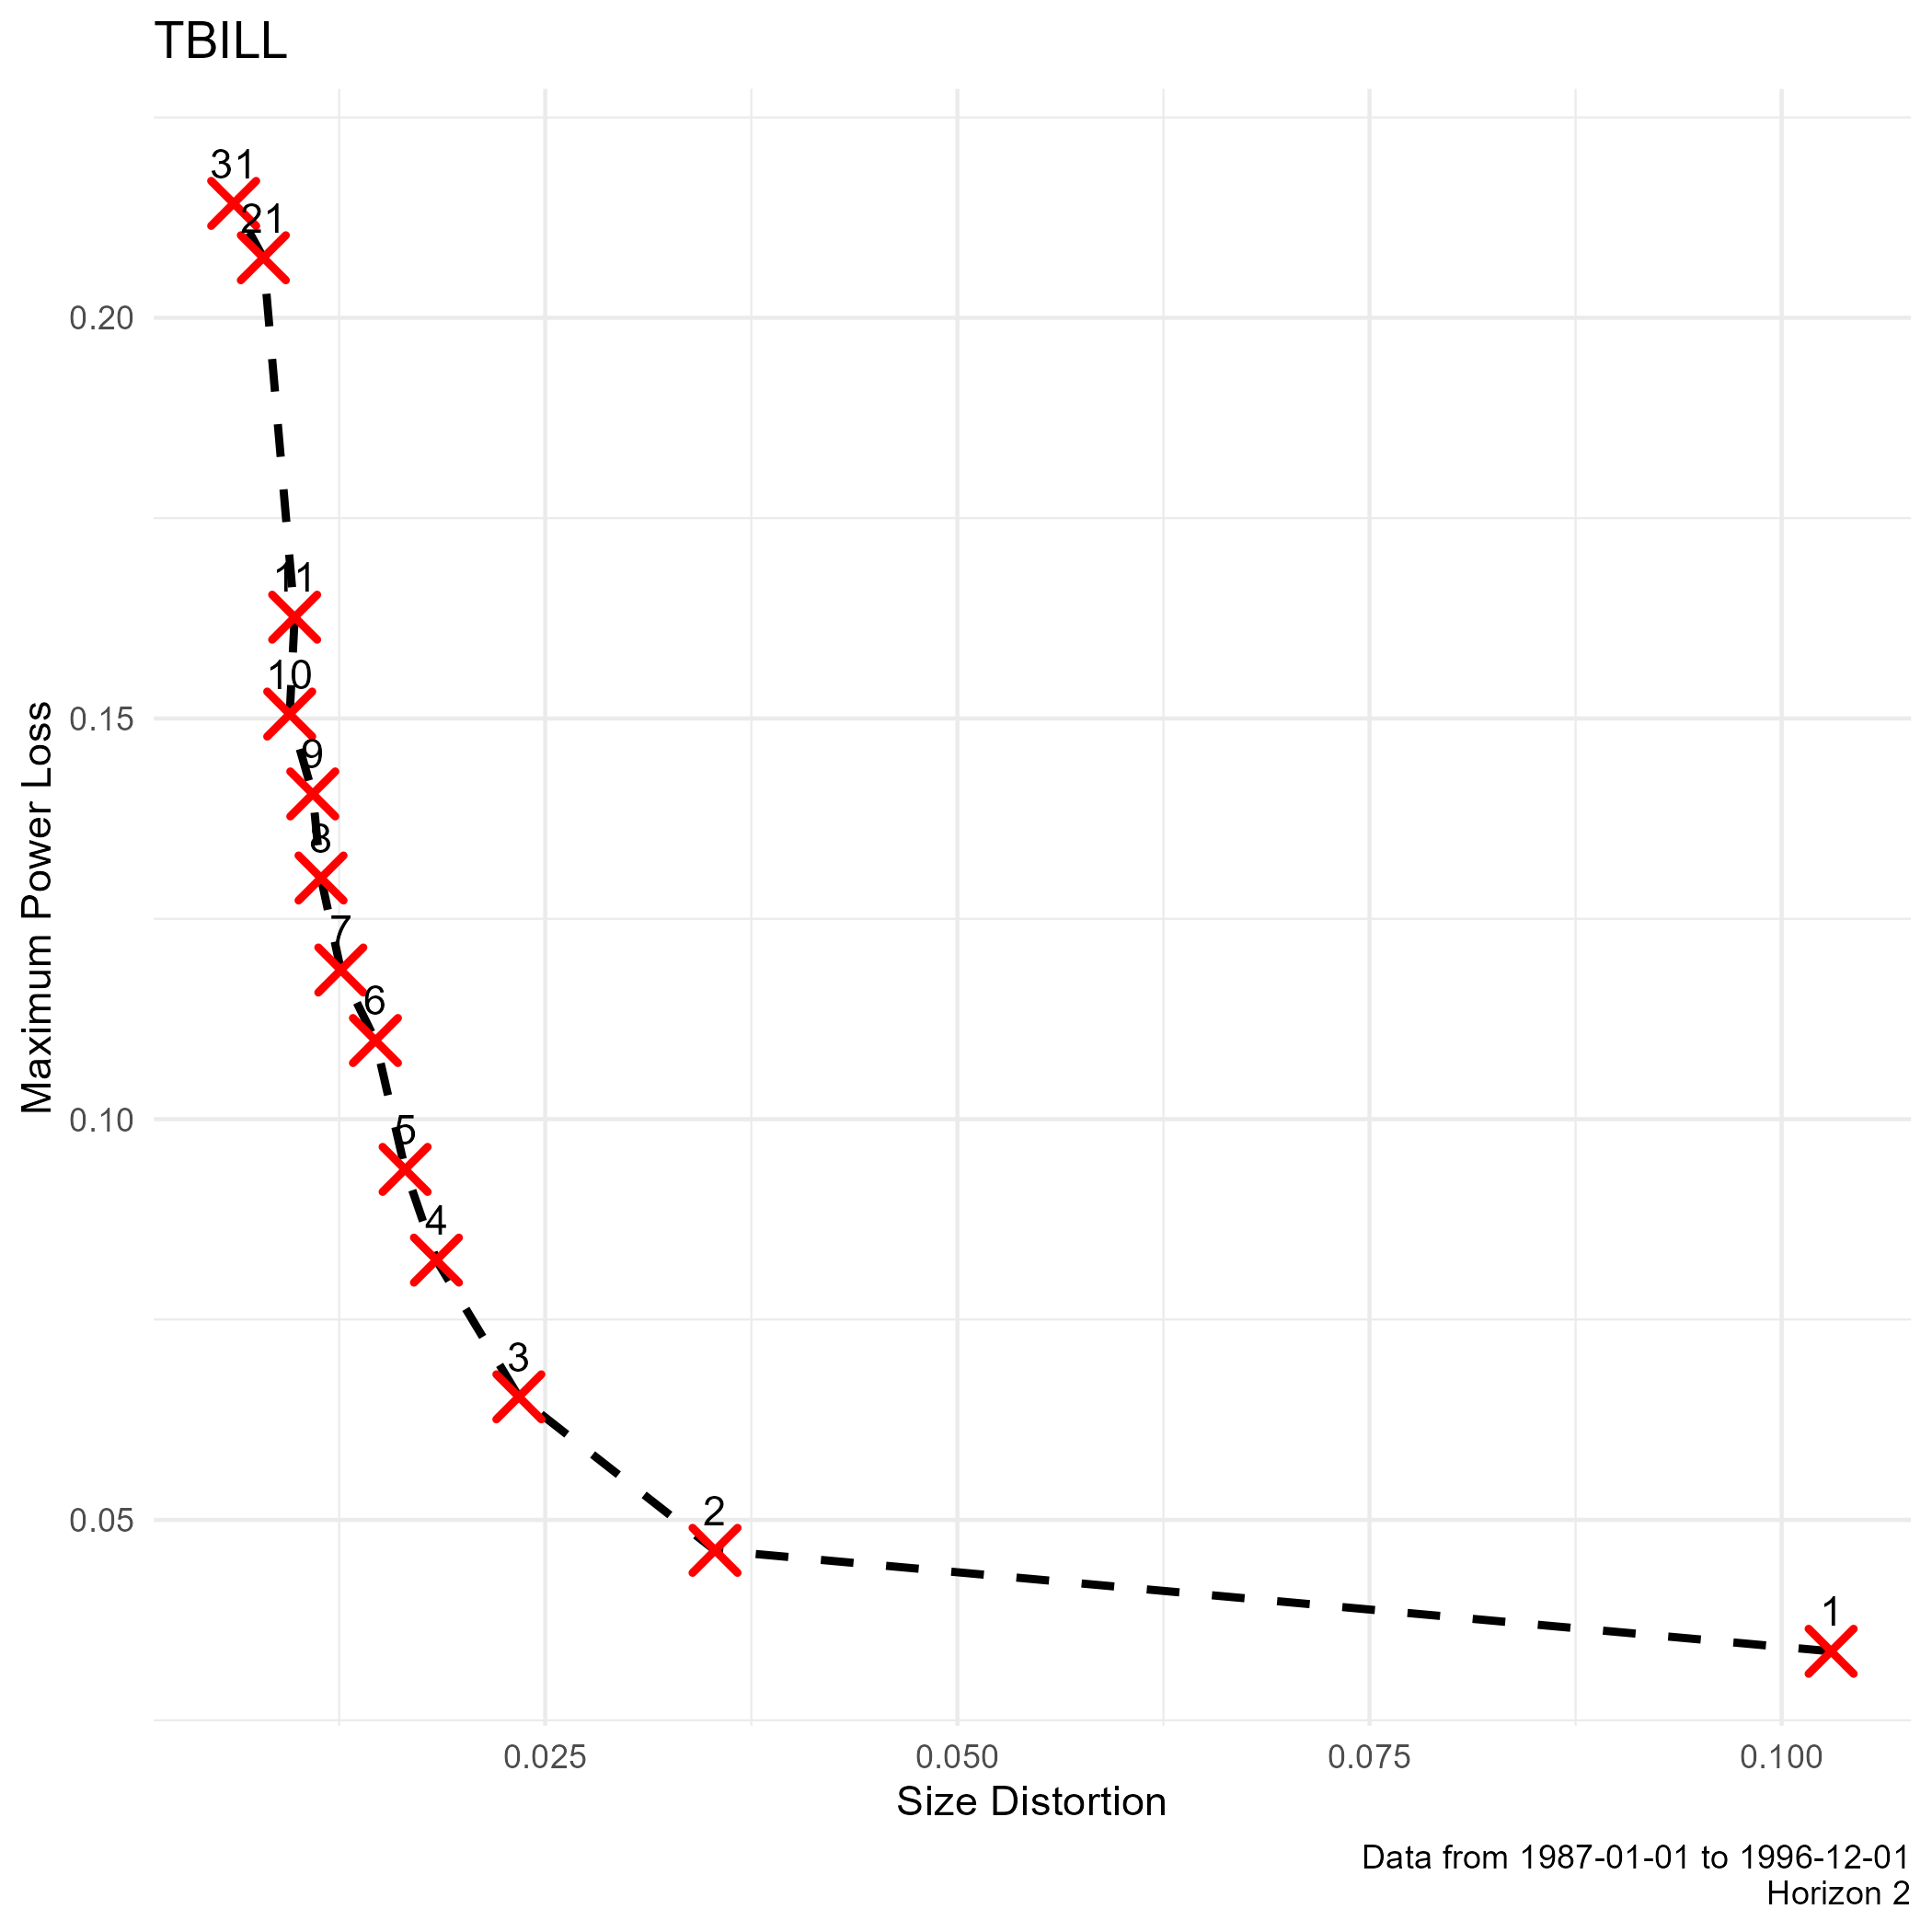 TBILL
31
21
0.20
11
10
0.15
9
8
7
6
0.10
5
4
3
2
0.05
1
Maximum Power Loss
0.025 0.050 0.075 0.100
Size Distortion
Data from 1987-01-01 to 1996-12-01
Horizon 2